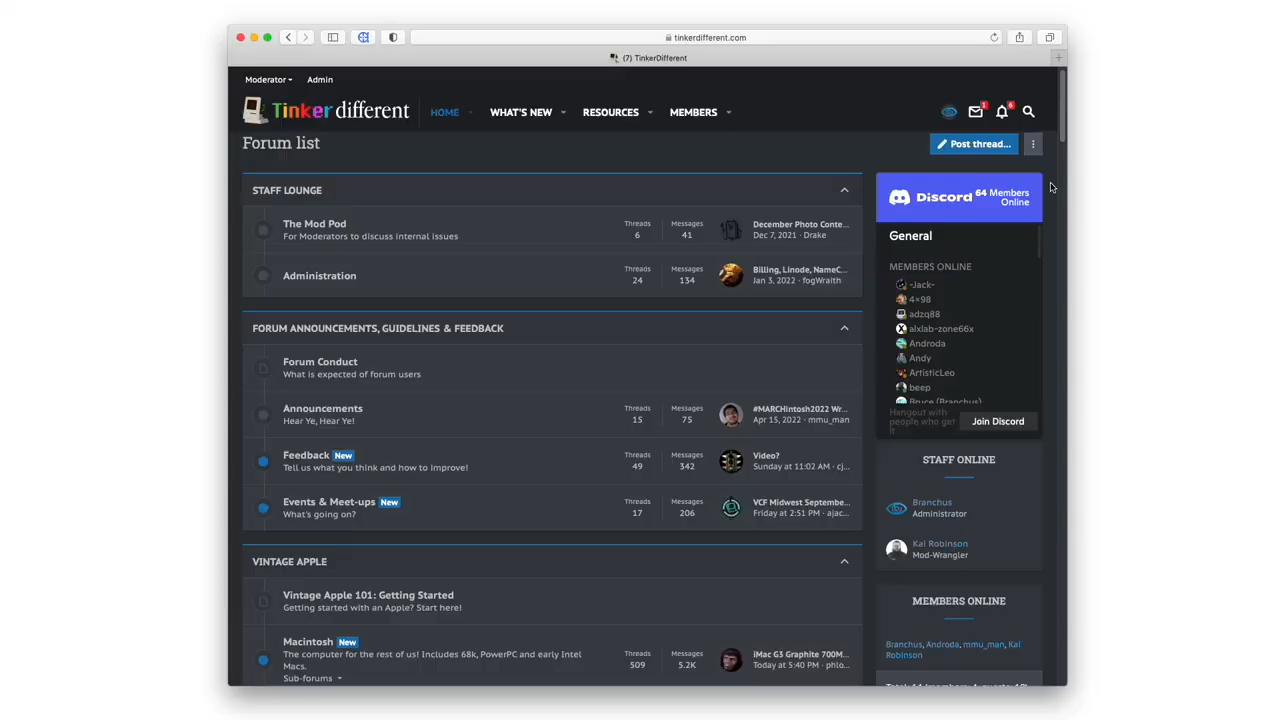 tinkerdifferent.com
(7) TinkerDifferent
Moderator Admin
Tinker different HOME WHAT'S NEW RESOURCES MEMBERS 1 6
Forum list
Post thread...
STAFF LOUNGE
The Mod Pod
For Moderators to discuss internal issues
Threads
6
Messages
41
December Photo Conte...
Dec 7, 2021 · Drake
Administration
Threads
24
Messages
134
Billing, Linode, NameC...
Jan 3, 2022 · fogWraith
FORUM ANNOUNCEMENTS, GUIDELINES & FEEDBACK
Forum Conduct
What is expected of forum users
Announcements
Hear Ye, Hear Ye!
Threads
15
Messages
75
#MARCHintosh2022 Wr...
Apr 15, 2022 · mmu_man
Feedback New
Tell us what you think and how to improve!
Threads
49
Messages
342
Video?
Sunday at 11:02 AM · cj...
Events & Meet-ups New
What's going on?
Threads
17
Messages
206
VCF Midwest Septembe...
Friday at 2:51 PM · ajac...
VINTAGE APPLE
Vintage Apple 101: Getting Started
Getting started with an Apple? Start here!
Macintosh New
The computer for the rest of us! Includes 68k, PowerPC and early Intel
Macs.
Sub-forums
Threads
509
Messages
5.2K
iMac G3 Graphite 700M...
Today at 5:40 PM · phlo...
Discord 64 Members
Online
General
MEMBERS ONLINE
-Jack-
4×98
adzq88
alxlab-zone66x
Androda
Andy
ArtisticLeo
beep
Bruce (Branchus)
Hangout with
people who get
it
Join Discord
STAFF ONLINE
Branchus
Administrator
Kai Robinson
Mod-Wrangler
MEMBERS ONLINE
Branchus, Androda, mmu_man, Kai
Robinson